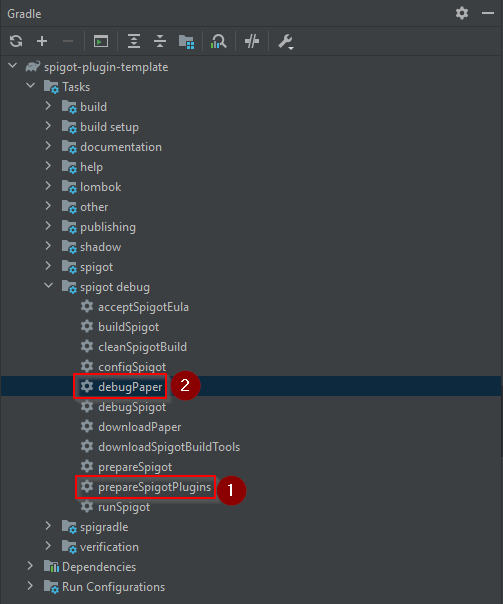 Gradle
spigot-plugin-template
Tasks
build
build setup
documentation
help
lombok
other
publishing
shadow
spigot
spigot debug
acceptSpigotEula
buildSpigot
cleanSpigotBuild
configSpigot
debugPaper 2
debugSpigot
downloadPaper
downloadSpigotBuildTools
prepareSpigot
prepareSpigotPlugins 1
runSpigot
spigradle
verification
Dependencies
Run Configurations